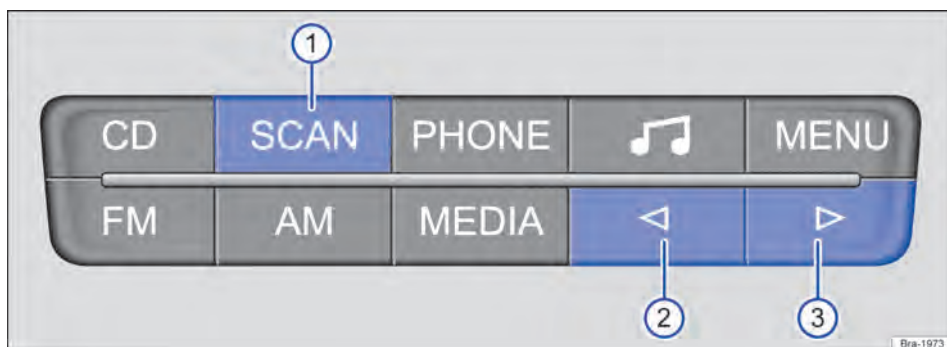 1
CD SCAN PHONE MENU
FM AM MEDIA
2 3
Bra-1973